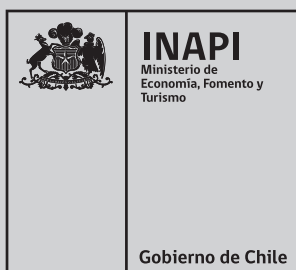 INAPI
Ministerio de
Economía, Fomento y
Turismo
Gobierno de Chile